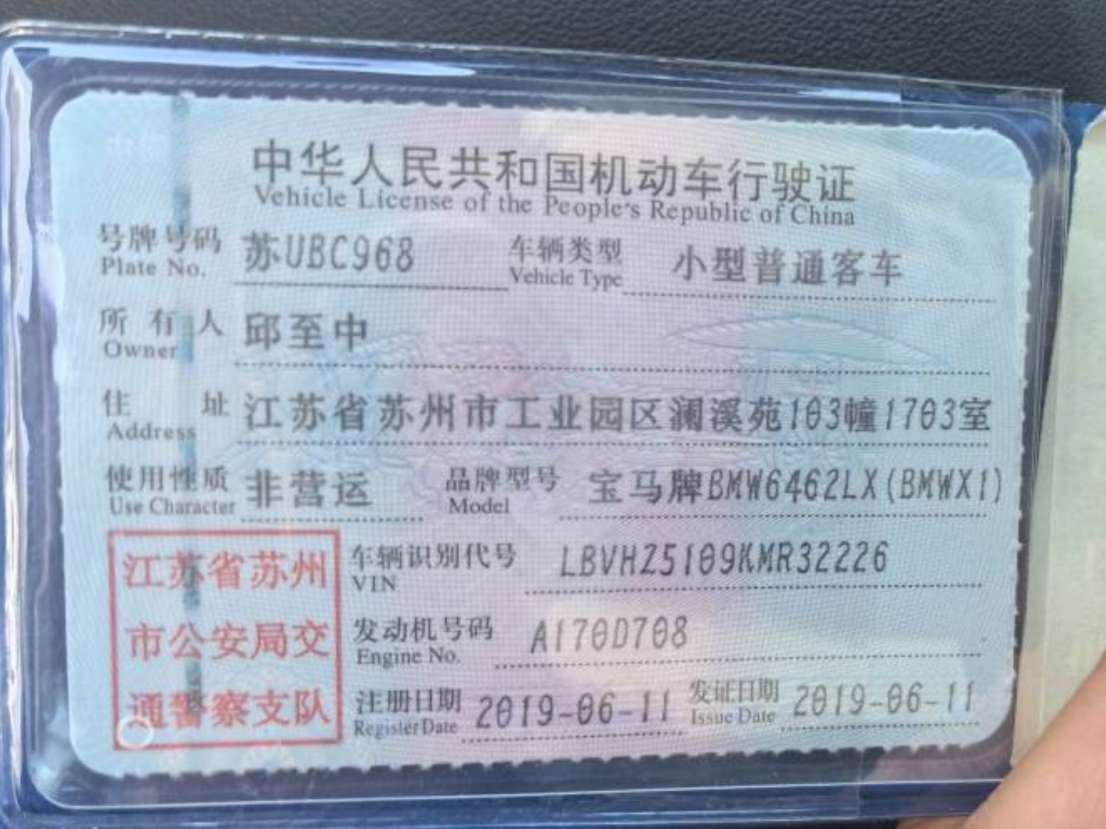 中华人民共和国机动车行驶证
Vehicle License of the People's Republic of China
号牌号码 苏UBC968 车辆类型 小型普通客车
Plate No. Vehicle Type
所有人 邱至中
Owner
住址 江苏省苏州市工业园区澜溪苑103幢1703室
Address
使用性质 非营运 品牌型号 宝马牌BMW6462LX(BMWX1)
Use Character Model
江苏省苏州 车辆识别代号 LBVHZ5109KMR32226
VIN
市公安局交 发动机号码 A170D708
Engine No.
通警察支队 注册日期 2019-06-11 发证日期 2019-06-11
Register Date Issue Date